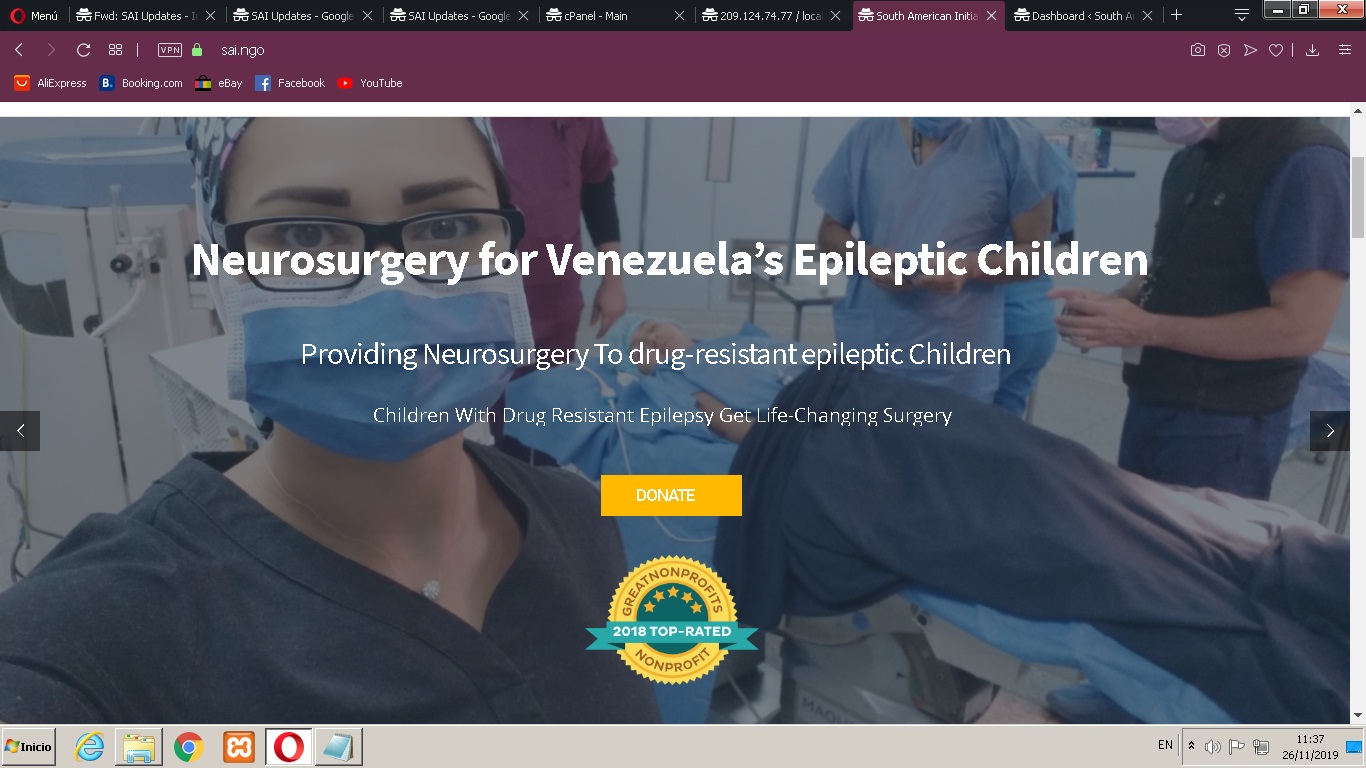 Menú
Fwd: SAI Updates - I
SAI Updates - Google
SAI Updates - Google
cPanel - Main
209.124.74.77 / local
South American Initia
Dashboard ‹ South A
VPN
sai.ngo
AliExpress
Booking.com
eBay
Facebook
YouTube
Neurosurgery for Venezuela’s Epileptic Children
Providing Neurosurgery To drug-resistant epileptic Children
Children With Drug Resistant Epilepsy Get Life-Changing Surgery
DONATE
GREATNONPROFITS
2018 TOP-RATED
NONPROFIT
Inicio
EN
11:37
26/11/2019